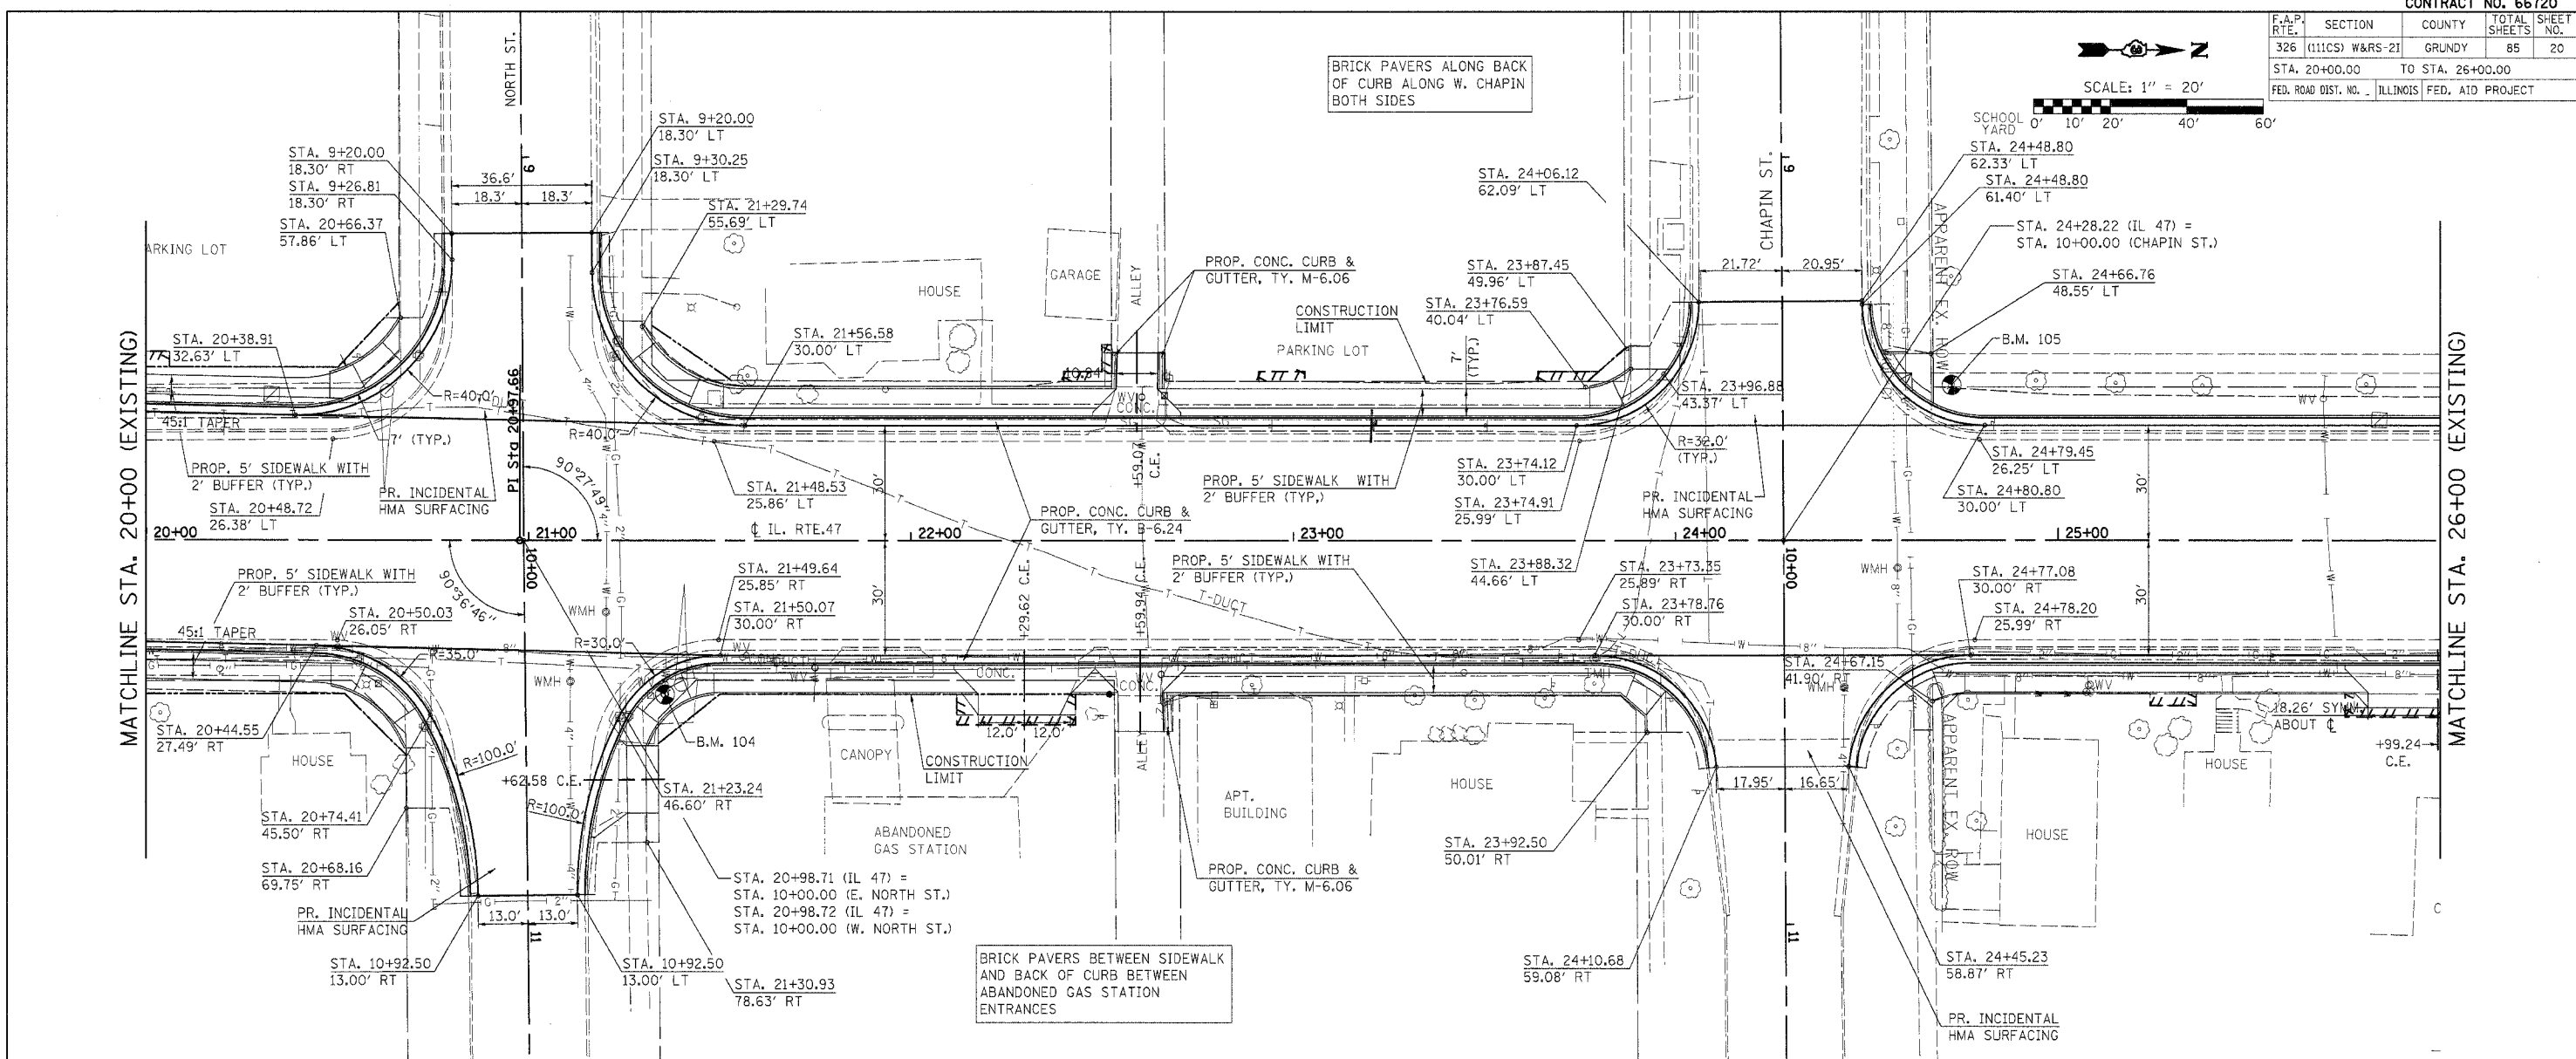 CONTRACT NO. 66720
F.A.P. RTE.
SECTION
COUNTY
TOTAL SHEETS
SHEET NO.
326
(111CS) W&RS-2I
GRUNDY
85
20
STA. 20+00.00 TO STA. 26+00.00
FED. ROAD DIST. NO. _
ILLINOIS
FED. AID PROJECT
N
SCALE: 1" = 20'
0' 10' 20' 40' 60'
BRICK PAVERS ALONG BACK
OF CURB ALONG W. CHAPIN
BOTH SIDES
NORTH ST.
STA. 9+20.00
18.30' LT
STA. 9+30.25
18.30' LT
STA. 9+20.00
18.30' RT
STA. 9+26.81
18.30' RT
STA. 20+66.37
57.86' LT
36.6'
18.3'
18.3'
9
STA. 21+29.74
55.69' LT
STA. 24+06.12
62.09' LT
CHAPIN ST.
9
SCHOOL
YARD
STA. 24+48.80
62.33' LT
STA. 24+48.80
61.40' LT
STA. 24+28.22 (IL 47) =
STA. 10+00.00 (CHAPIN ST.)
STA. 24+66.76
48.55' LT
APPARENT EX. ROW
B.M. 105
21.72'
20.95'
ARKING LOT
STA. 20+38.91
32.63' LT
HOUSE
GARAGE
ALLEY
PROP. CONC. CURB &
GUTTER, TY. M-6.06
CONSTRUCTION
LIMIT
PARKING LOT
STA. 23+87.45
49.96' LT
STA. 23+76.59
40.04' LT
7'
(TYP.)
STA. 21+56.58
30.00' LT
STA. 23+96.88
43.37' LT
MATCHLINE STA. 20+00 (EXISTING)
MATCHLINE STA. 26+00 (EXISTING)
45:1 TAPER
7' (TYP.)
R=40.0'
R=40.0'
WV
CONC.
R=32.0'
(TYP.)
PROP. 5' SIDEWALK WITH
2' BUFFER (TYP.)
STA. 20+48.72
26.38' LT
PR. INCIDENTAL
HMA SURFACING
PI Sta 20+97.66
90°27'49"
STA. 21+48.53
25.86' LT
30'
+59.07
C.E.
PROP. 5' SIDEWALK WITH
2' BUFFER (TYP.)
STA. 23+74.12
30.00' LT
STA. 23+74.91
25.99' LT
PR. INCIDENTAL
HMA SURFACING
STA. 24+79.45
26.25' LT
STA. 24+80.80
30.00' LT
30'
PROP. CONC. CURB &
GUTTER, TY. B-6.24
20+00
21+00
℄ IL. RTE.47
22+00
23+00
24+00
25+00
10+00
10+00
90°36'46"
PROP. 5' SIDEWALK WITH
2' BUFFER (TYP.)
STA. 20+50.03
26.05' RT
45:1 TAPER
WMH
STA. 21+49.64
25.85' RT
STA. 21+50.07
30.00' RT
30'
+29.62 C.E.
+59.94 C.E.
PROP. 5' SIDEWALK WITH
2' BUFFER (TYP.)
T-DUCT
STA. 23+88.32
44.66' LT
STA. 23+73.35
25.89' RT
STA. 23+78.76
30.00' RT
WMH
STA. 24+77.08
30.00' RT
STA. 24+78.20
25.99' RT
30'
R=30.0'
R=35.0'
WMH
WV
CONC.
CONC.
STA. 24+67.15
41.90' RT
WMH
WV
STA. 20+44.55
27.49' RT
HOUSE
R=100.0'
B.M. 104
+62.58 C.E.
R=100.0'
CANOPY
CONSTRUCTION
LIMIT
12.0'
12.0'
ALLEY
APT.
BUILDING
HOUSE
17.95'
16.65'
APPARENT EX. ROW
HOUSE
HOUSE
18.26' SYMM.
ABOUT ℄
+99.24
C.E.
STA. 20+74.41
45.50' RT
STA. 20+68.16
69.75' RT
PR. INCIDENTAL
HMA SURFACING
STA. 21+23.24
46.60' RT
ABANDONED
GAS STATION
STA. 20+98.71 (IL 47) =
STA. 10+00.00 (E. NORTH ST.)
STA. 20+98.72 (IL 47) =
STA. 10+00.00 (W. NORTH ST.)
PROP. CONC. CURB &
GUTTER, TY. M-6.06
STA. 23+92.50
50.01' RT
13.0'
13.0'
11
11
STA. 10+92.50
13.00' RT
STA. 10+92.50
13.00' LT
STA. 21+30.93
78.63' RT
BRICK PAVERS BETWEEN SIDEWALK
AND BACK OF CURB BETWEEN
ABANDONED GAS STATION
ENTRANCES
STA. 24+10.68
59.08' RT
STA. 24+45.23
58.87' RT
PR. INCIDENTAL
HMA SURFACING